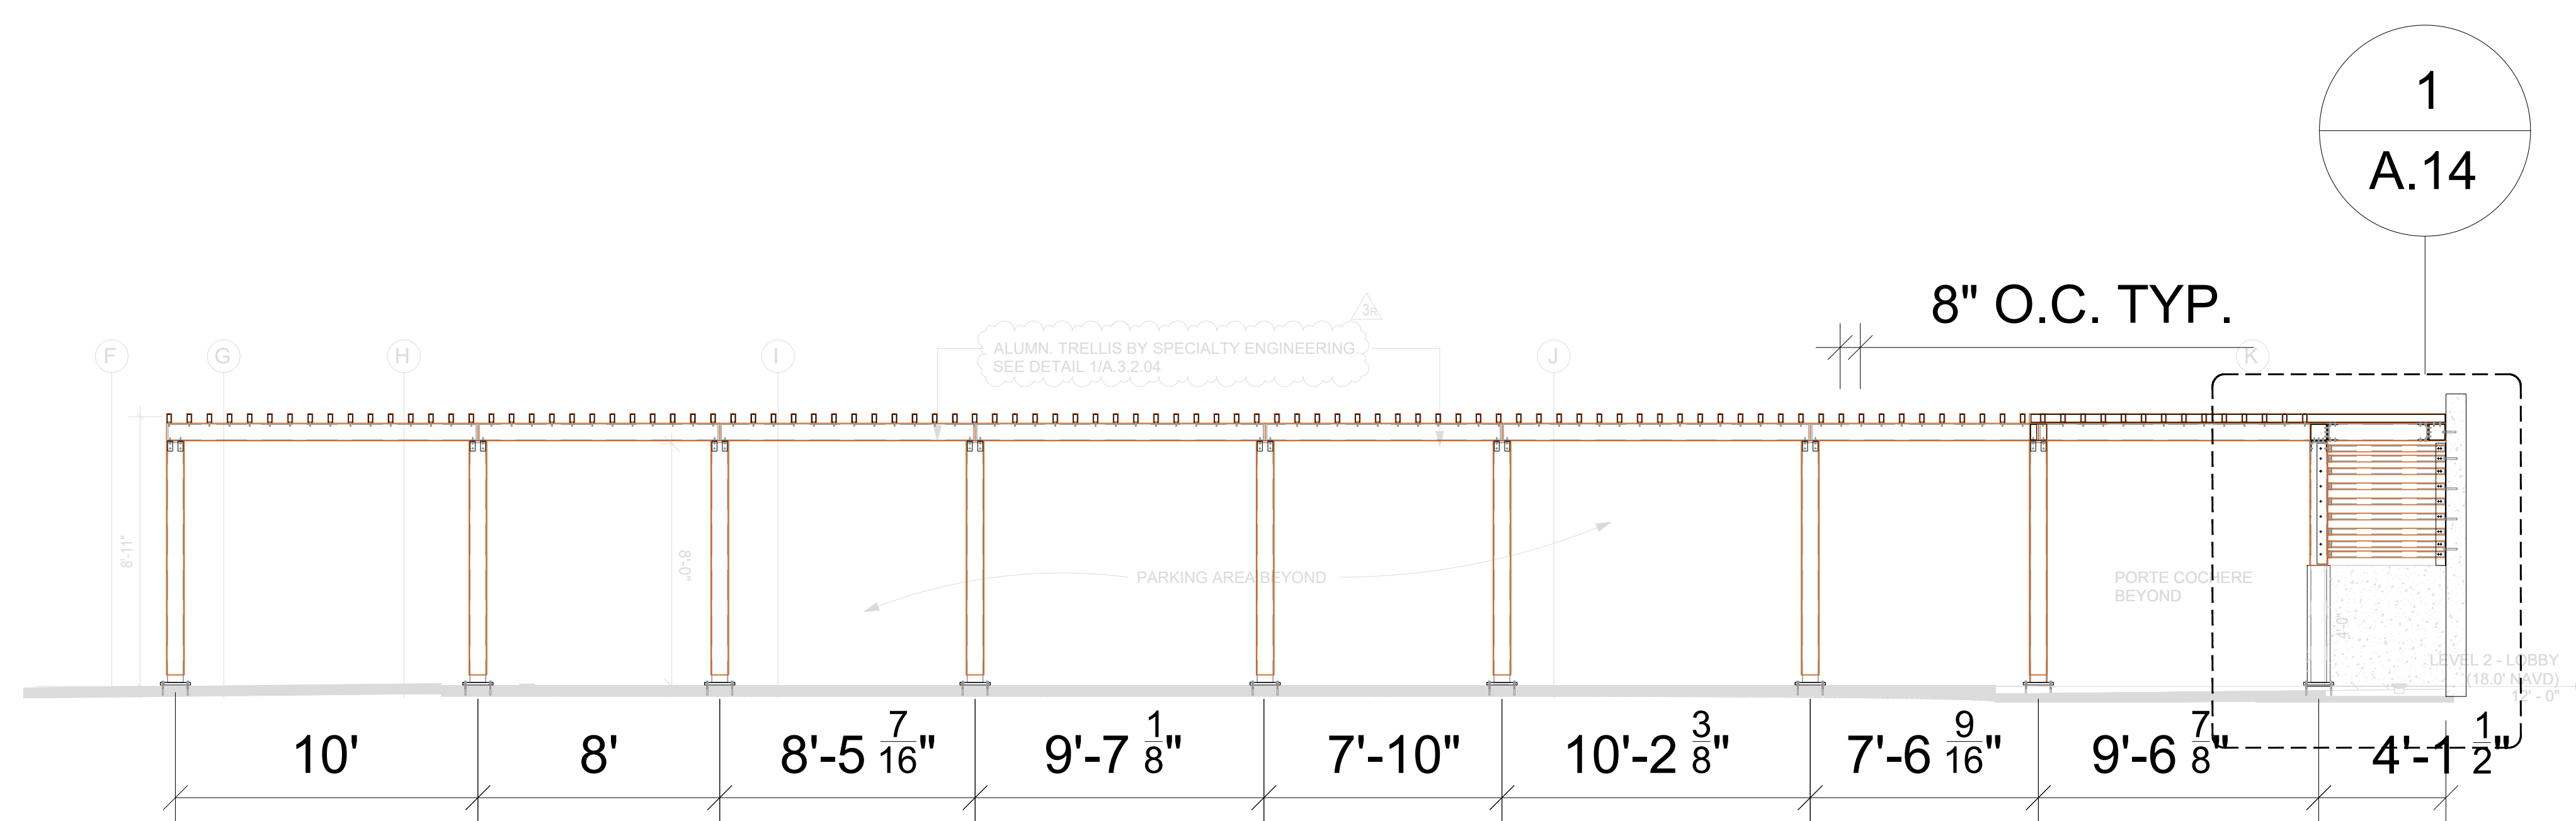 1
A.14
8" O.C. TYP.
3R
F
G
H
I
J
K
ALUMN. TRELLIS BY SPECIALTY ENGINEERING.
SEE DETAIL 1/A.3.2.04
8'-11"
8'-0"
PARKING AREA BEYOND
PORTE COCHERE
BEYOND
4'-0"
LEVEL 2 - LOBBY
(18.0' NAVD)
12' - 0"
10'
8'
8'-5 7/16"
9'-7 1/8"
7'-10"
10'-2 3/8"
7'-6 9/16"
9'-6 7/8"
4'-1 1/2"